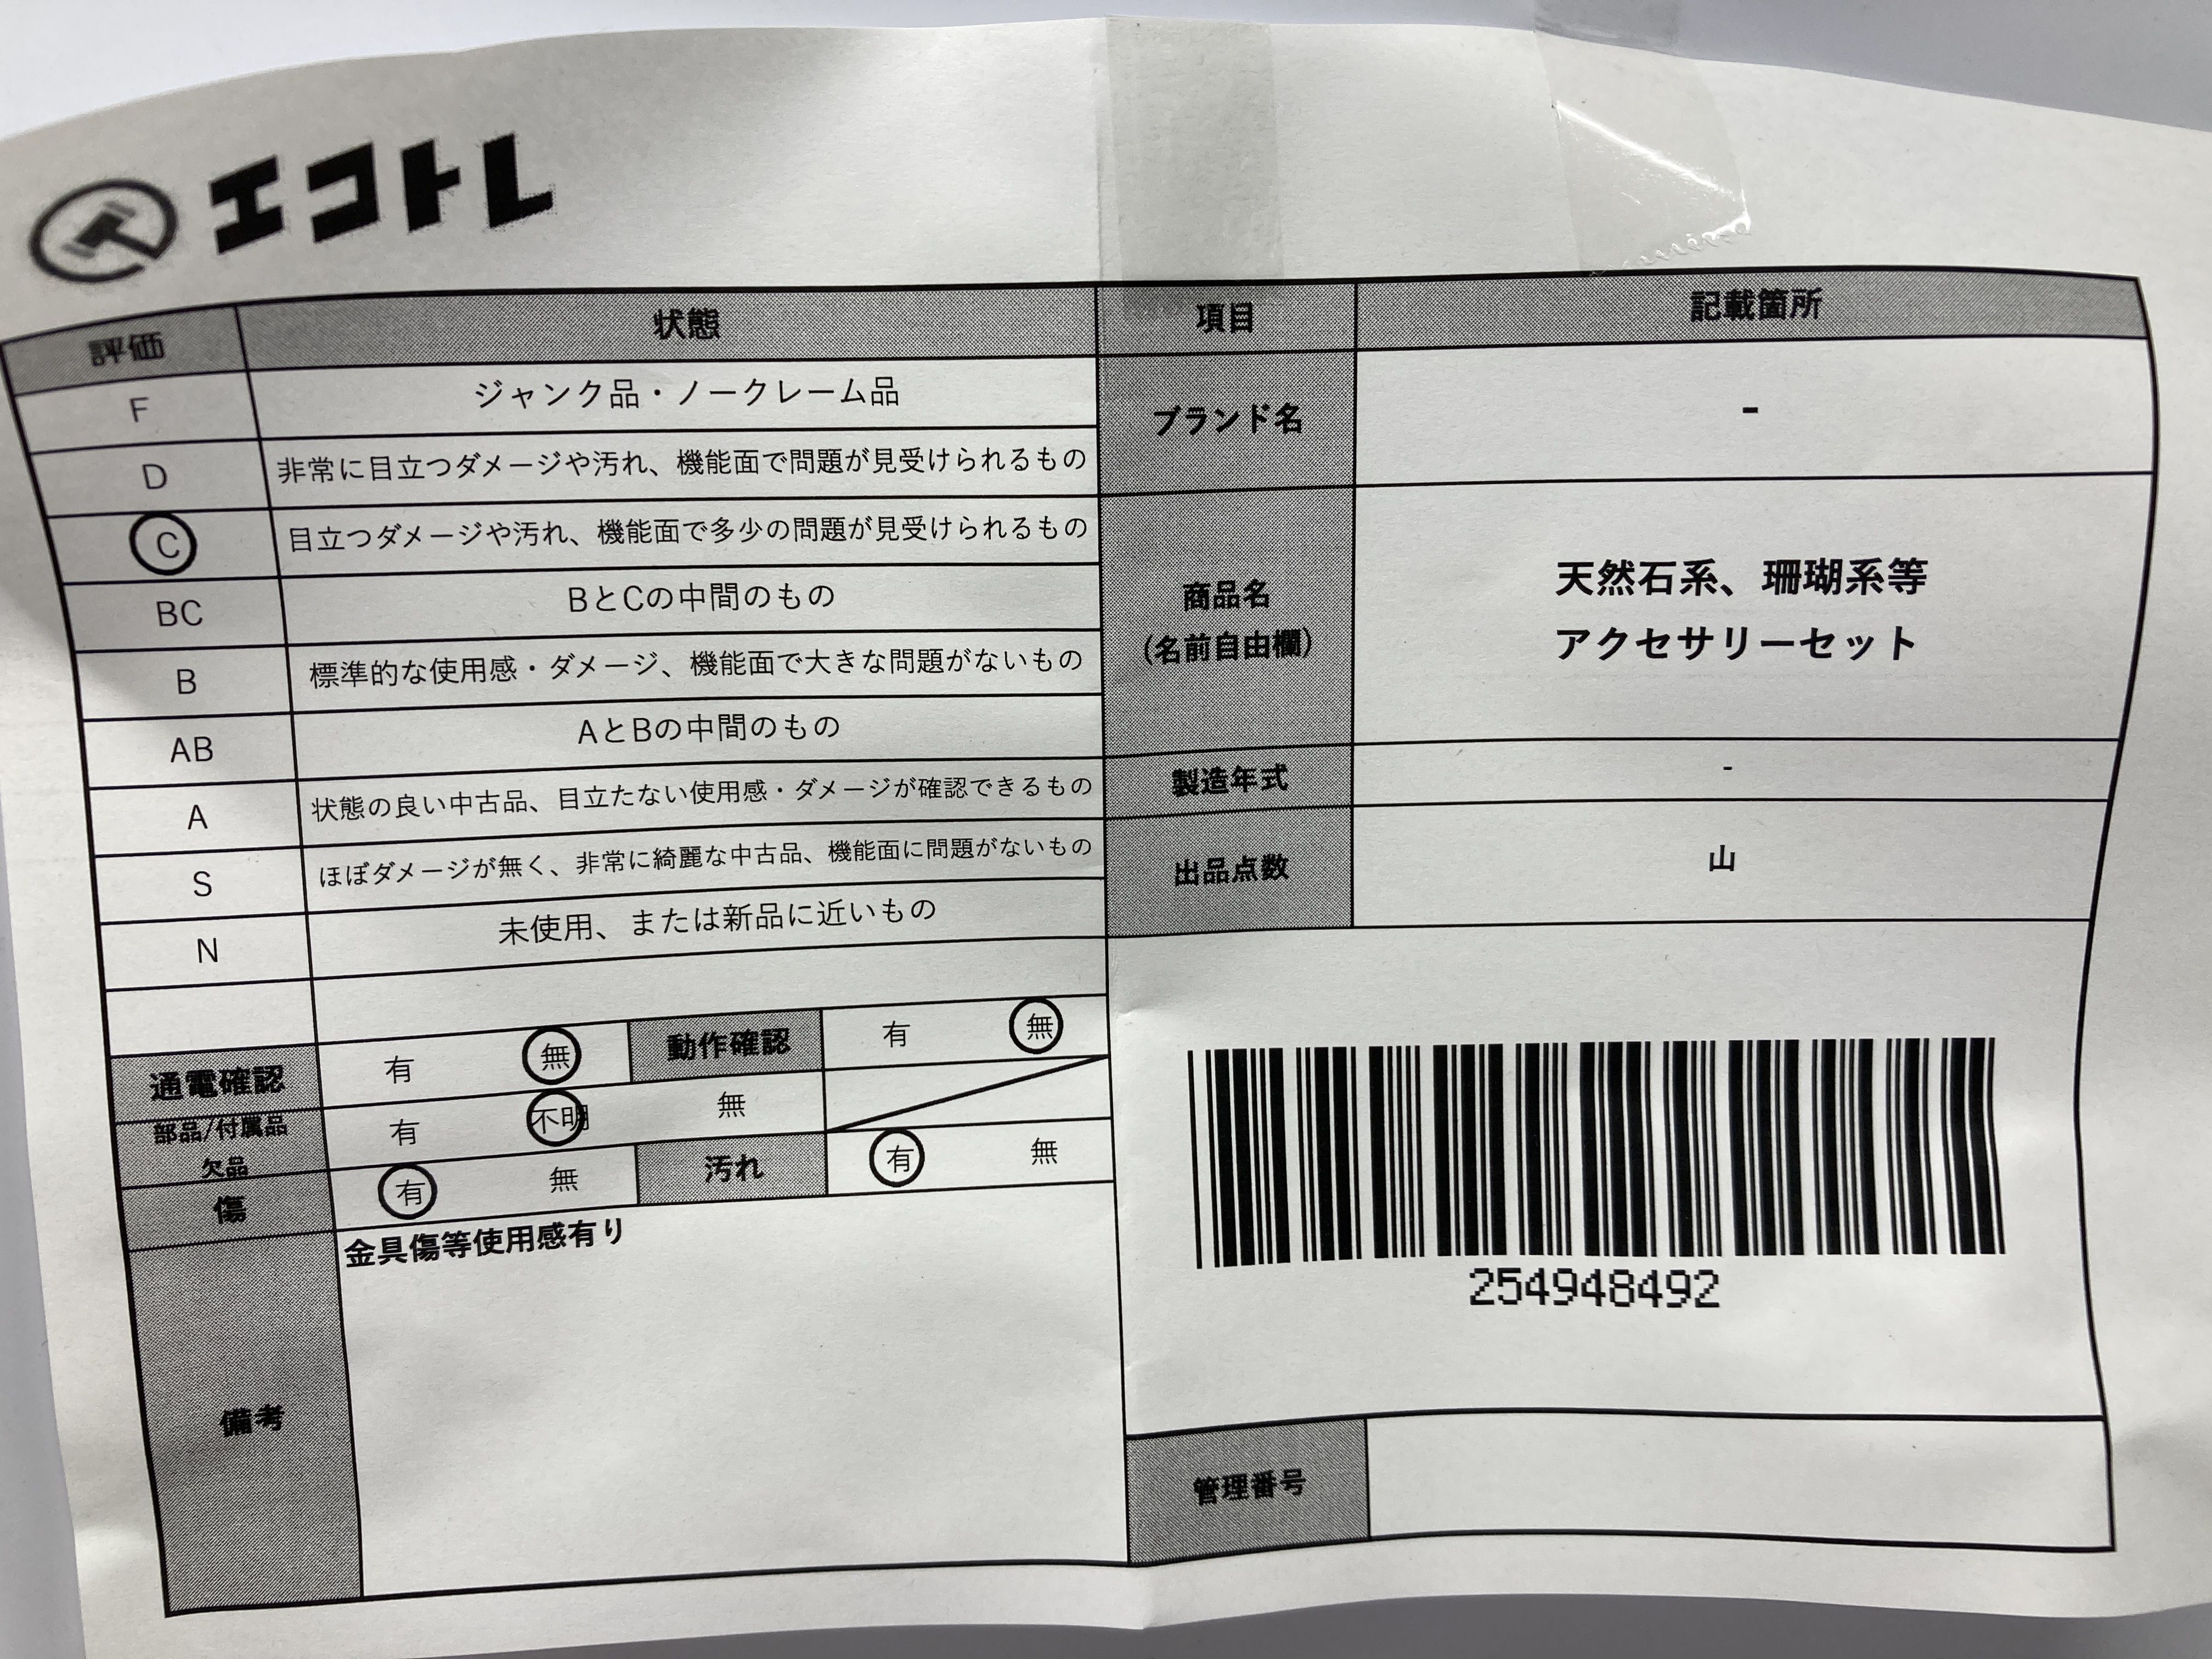 エコトレ
評価 状態
F ジャンク品・ノークレーム品
D 非常に目立つダメージや汚れ、機能面で問題が見受けられるもの
C 目立つダメージや汚れ、機能面で多少の問題が見受けられるもの
BC BとCの中間のもの
B 標準的な使用感・ダメージ、機能面で大きな問題がないもの
AB AとBの中間のもの
A 状態の良い中古品、目立たない使用感・ダメージが確認できるもの
S ほぼダメージが無く、非常に綺麗な中古品、機能面に問題がないもの
N 未使用、または新品に近いもの
通電確認 有 無 動作確認 有 無
部品/付属品
欠品 有 不明 無
傷 有 無 汚れ 有 無
備考 金具傷等使用感有り
項目 記載箇所
ブランド名 -
商品名
(名前自由欄)
天然石系、珊瑚系等
アクセサリーセット
製造年式 -
出品点数 山
254948492
管理番号